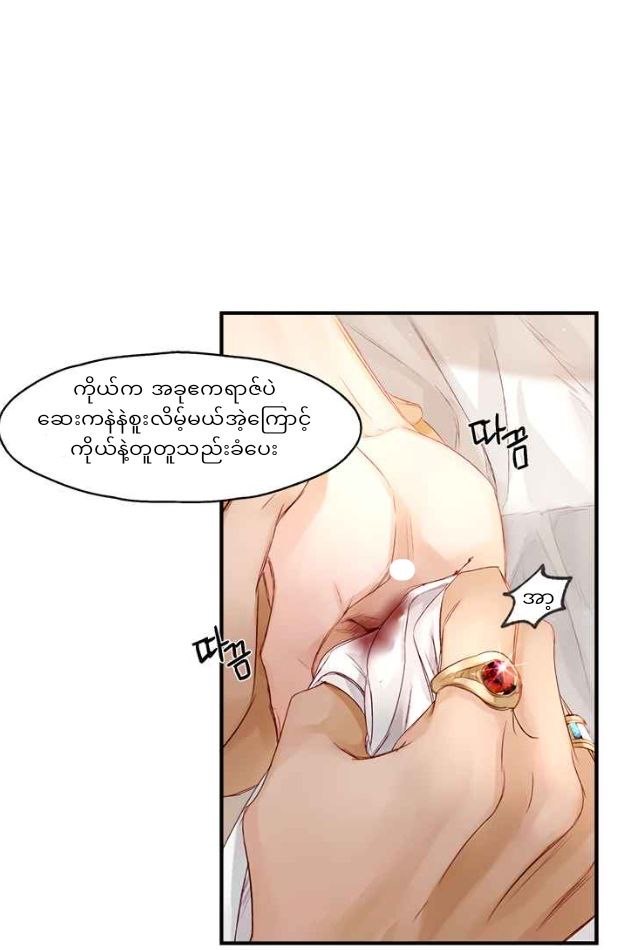 ကိုယ်က အခုဧကရာဇ်ပဲ
ဆေးကနဲနဲစူးလိမ့်မယ်အဲ့ကြောင့်
ကိုယ်နဲ့တူတူသည်းခံပေး
따끔
အာ့
따끔